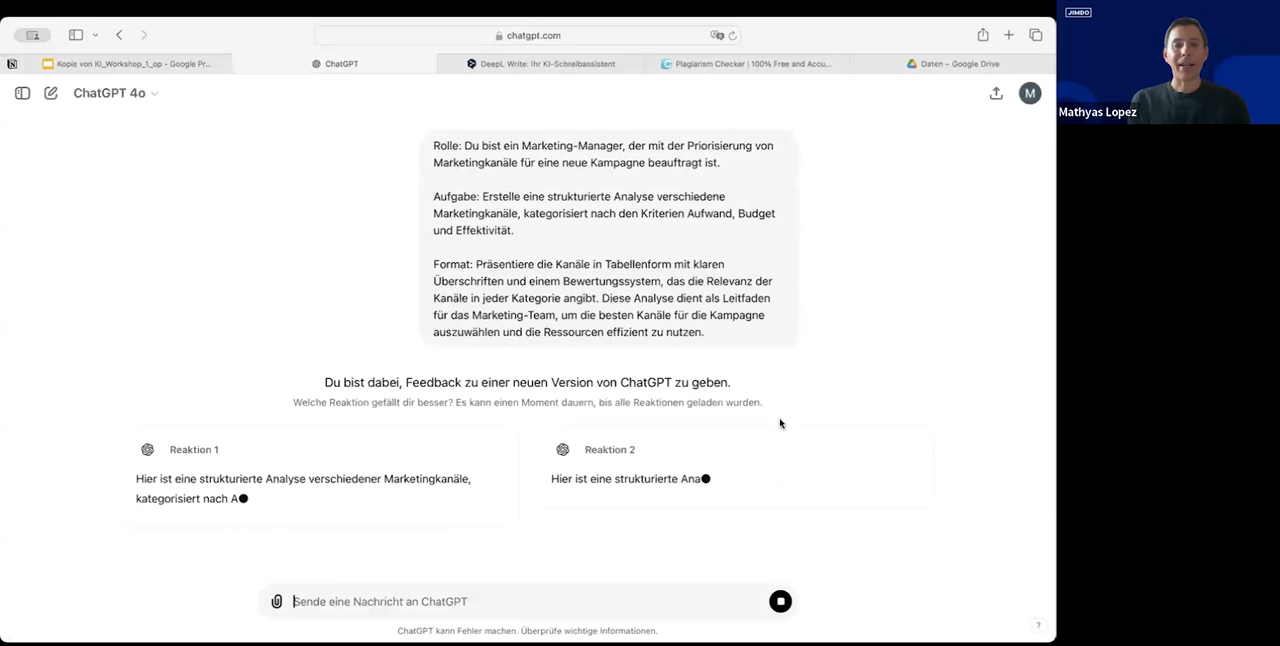 chatgpt.com
Kopie von KI_Workshop_1_op - Google Pr...
ChatGPT
DeepL Write: Ihr KI-Schreibassistent
Plagiarism Checker | 100% Free and Accu...
Daten – Google Drive
ChatGPT 4o
M
JIMDO
Mathyas Lopez
Rolle: Du bist ein Marketing-Manager, der mit der Priorisierung von
Marketingkanäle für eine neue Kampagne beauftragt ist.
Aufgabe: Erstelle eine strukturierte Analyse verschiedene
Marketingkanäle, kategorisiert nach den Kriterien Aufwand, Budget
und Effektivität.
Format: Präsentiere die Kanäle in Tabellenform mit klaren
Überschriften und einem Bewertungssystem, das die Relevanz der
Kanäle in jeder Kategorie angibt. Diese Analyse dient als Leitfaden
für das Marketing-Team, um die besten Kanäle für die Kampagne
auszuwählen und die Ressourcen effizient zu nutzen.
Du bist dabei, Feedback zu einer neuen Version von ChatGPT zu geben.
Welche Reaktion gefällt dir besser? Es kann einen Moment dauern, bis alle Reaktionen geladen wurden.
Reaktion 1
Hier ist eine strukturierte Analyse verschiedener Marketingkanäle,
kategorisiert nach A
Reaktion 2
Hier ist eine strukturierte Ana
Sende eine Nachricht an ChatGPT
ChatGPT kann Fehler machen. Überprüfe wichtige Informationen.
?